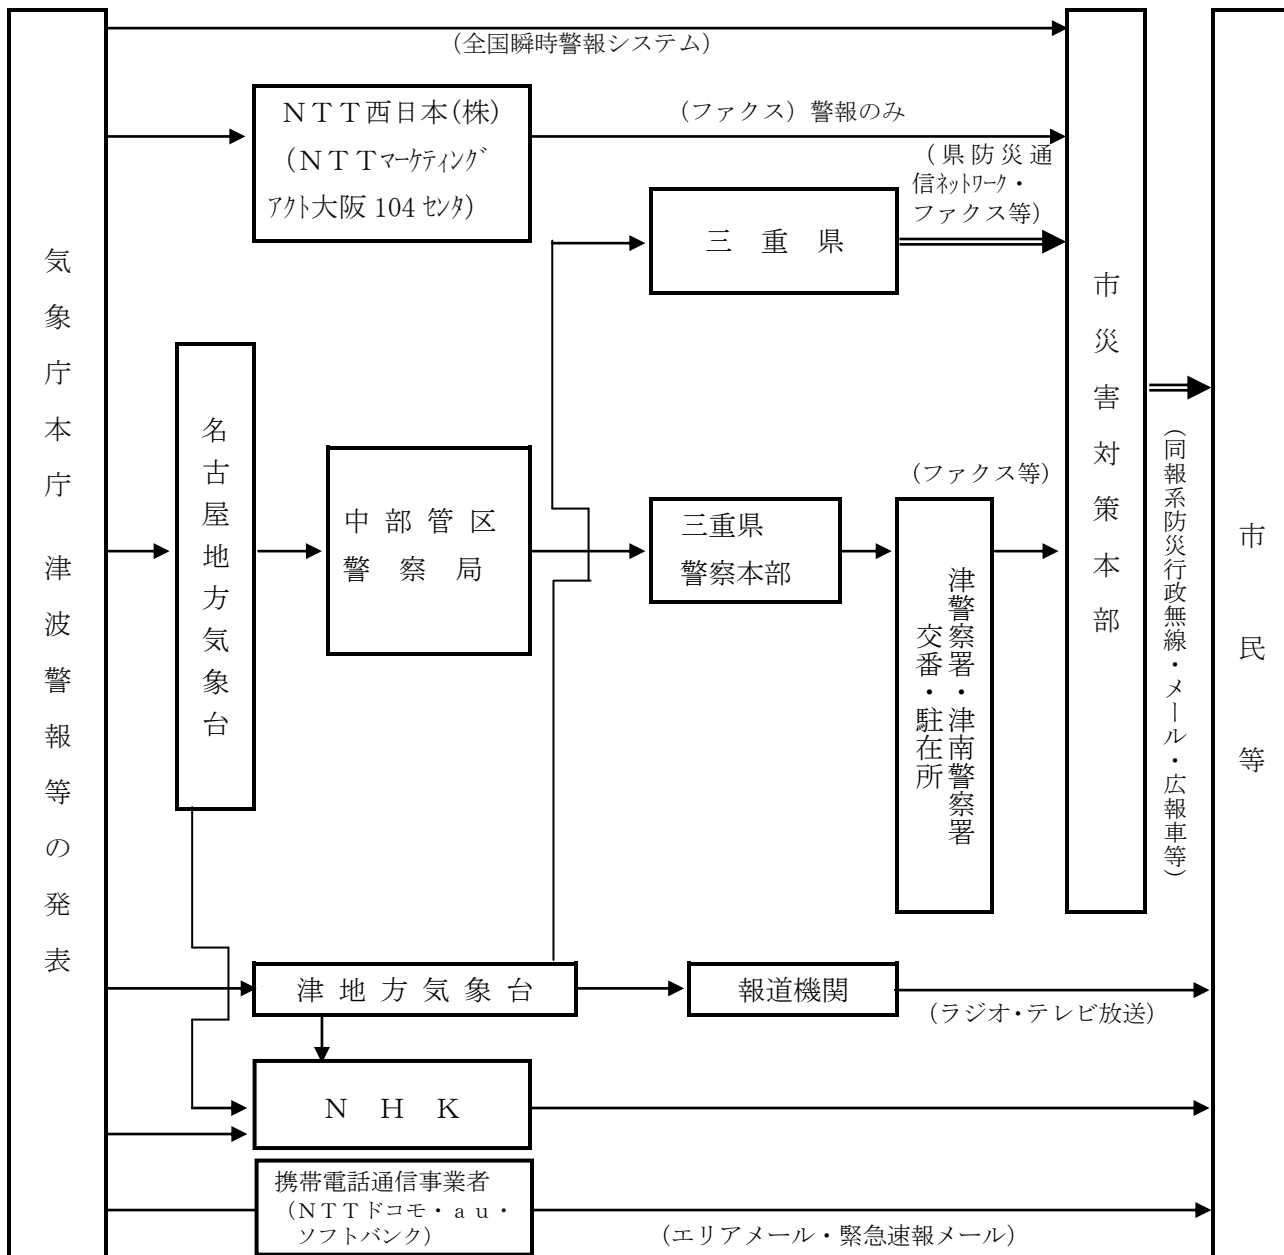 気象庁本庁 津波警報等の発表
(全国瞬時警報システム)
NTT西日本(株)
(NTTマーケティング
アクト大阪104センタ)
(ファクス)警報のみ
(県防災通
信ネットワーク・
ファクス等)
三重県
名古屋地方気象台
中部管区
警察局
三重県
警察本部
(ファクス等)
津警察署・津南警察署
交番・駐在所
市災害対策本部
(同報系防災行政無線・メール・広報車等)
市民等
津地方気象台
報道機関
(ラジオ・テレビ放送)
NHK
携帯電話通信事業者
(NTTドコモ・au・
ソフトバンク)
(エリアメール・緊急速報メール)